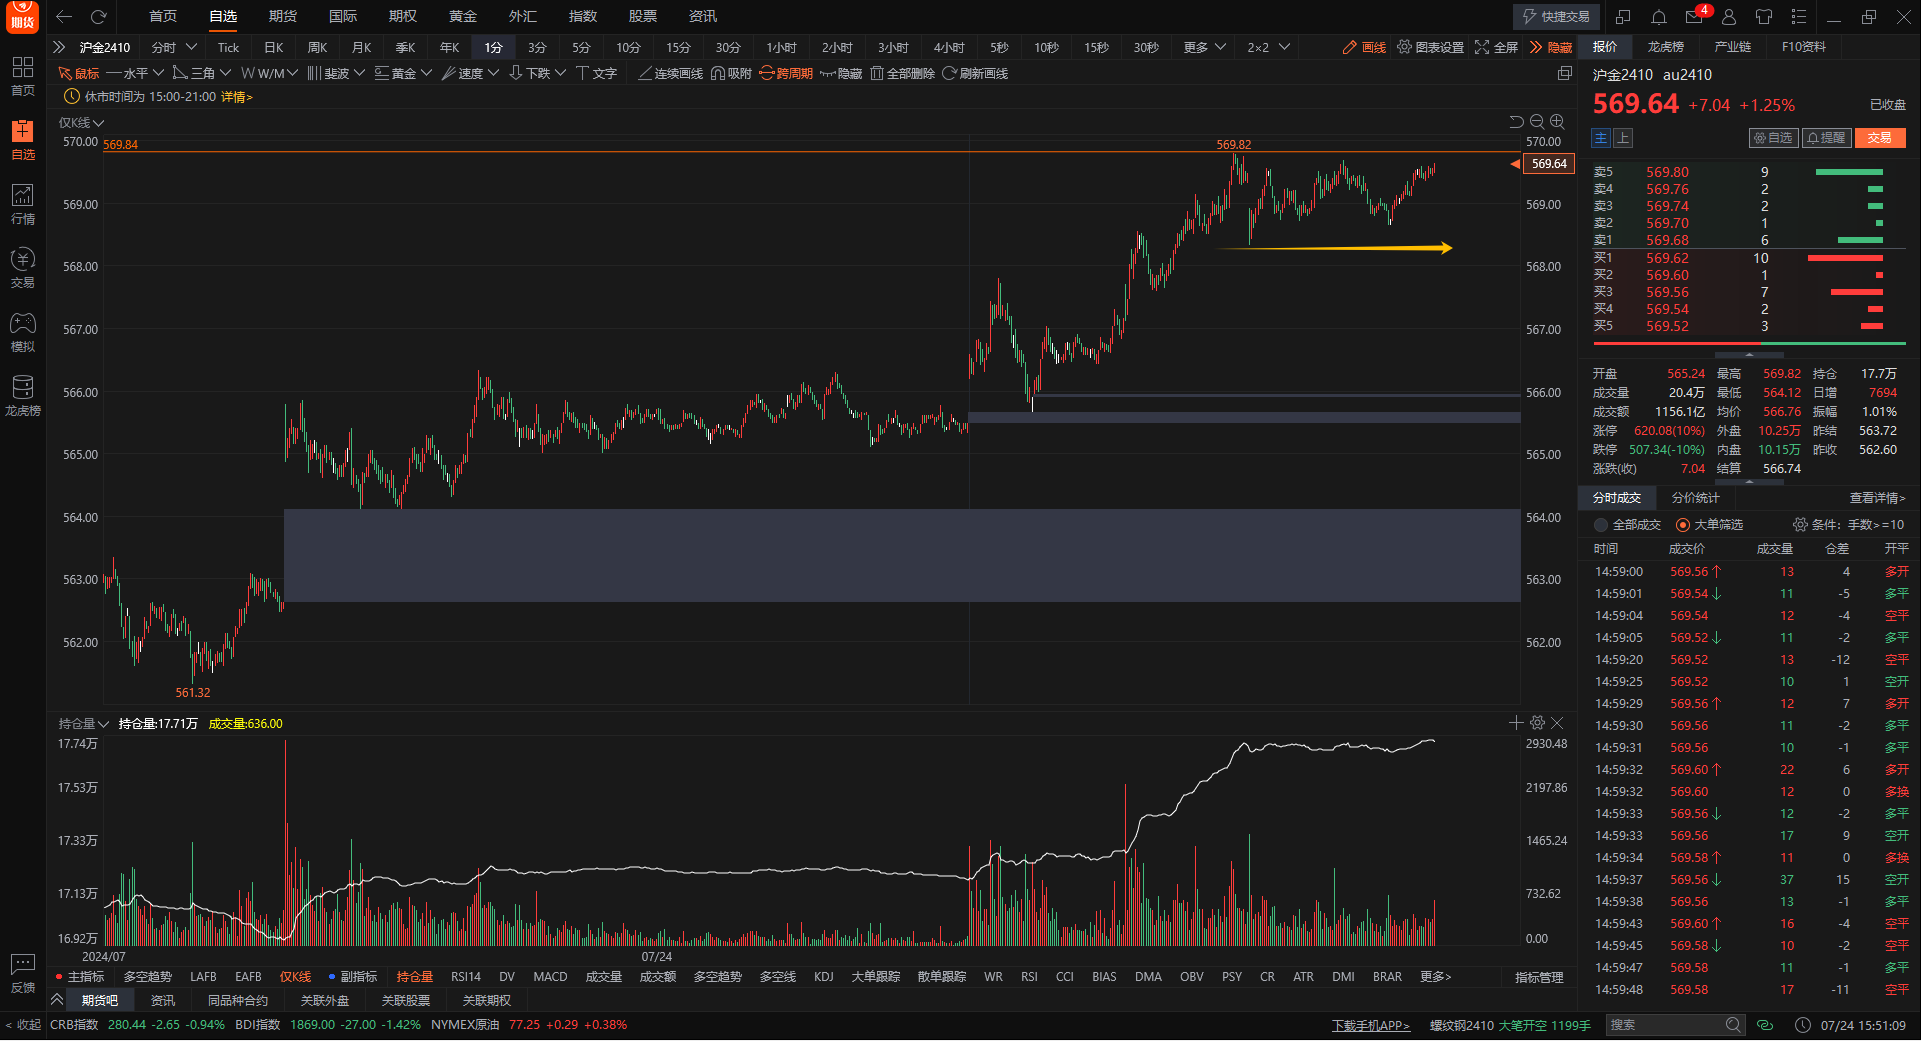 期货
首页 自选 期货 国际 期权 黄金 外汇 指数 股票 资讯
快捷交易 4
沪金2410 分时 Tick 日K 周K 月K 季K 年K 1分 3分 5分 10分 15分 30分 1小时 2小时 3小时 4小时 5秒 10秒 15秒 30秒 更多 2×2 画线 图表设置 全屏 隐藏
鼠标 水平 三角 W/M 斐波 黄金 速度 下跌 文字 连续画线 吸附 跨周期 隐藏 全部删除 刷新画线
休市时间为 15:00-21:00 详情>
首页
自选
行情
交易
模拟
龙虎榜
反馈
< 收起
仅K线
570.00 569.84 569.82 570.00
569.64
569.00 569.00
568.00 568.00
567.00 567.00
566.00 566.00
565.00 565.00
564.00 564.00
563.00 563.00
562.00 562.00
561.32
持仓量 持仓量:17.71万 成交量:636.00
17.74万 2930.48
17.53万 2197.86
17.33万 1465.24
17.13万 732.62
16.92万 0.00
2024/07 07/24
主指标 多空趋势 LAFB EAFB 仅K线 副指标 持仓量 RSI14 DV MACD 成交量 成交额 多空趋势 多空线 KDJ 大单跟踪 散单跟踪 WR RSI CCI BIAS DMA OBV PSY CR ATR DMI BRAR 更多> 指标管理
期货吧 资讯 同品种合约 关联外盘 关联股票 关联期权
报价 龙虎榜 产业链 F10资料
沪金2410 au2410
569.64 +7.04 +1.25% 已收盘
主 上 自选 提醒 交易
卖5 569.80 9
卖4 569.76 2
卖3 569.74 2
卖2 569.70 1
卖1 569.68 6
买1 569.62 10
买2 569.60 1
买3 569.56 7
买4 569.54 2
买5 569.52 3
开盘 565.24 最高 569.82 持仓 17.7万
成交量 20.4万 最低 564.12 日增 7694
成交额 1156.1亿 均价 566.76 振幅 1.01%
涨停 620.08(10%) 外盘 10.25万 昨结 563.72
跌停 507.34(-10%) 内盘 10.15万 昨收 562.60
涨跌(收) 7.04 结算 566.74
分时成交 分价统计 查看详情>
全部成交 大单筛选 条件：手数>=10
时间 成交价 成交量 仓差 开平
14:59:00 569.56↑ 13 4 多开
14:59:01 569.54↓ 11 -5 多平
14:59:04 569.54 12 -4 空平
14:59:05 569.52↓ 11 -2 多平
14:59:20 569.52 13 -12 空平
14:59:25 569.52 10 1 空开
14:59:29 569.56↑ 12 7 多开
14:59:30 569.56 11 -2 多平
14:59:31 569.56 10 -1 多平
14:59:32 569.60↑ 22 6 多开
14:59:32 569.60 12 0 多换
14:59:33 569.56↓ 12 -2 多平
14:59:33 569.56 17 9 空开
14:59:34 569.58↑ 11 0 多换
14:59:37 569.56↓ 37 15 空开
14:59:38 569.56 13 -1 多平
14:59:43 569.60↑ 16 -4 空平
14:59:45 569.58↓ 10 -2 空平
14:59:47 569.58 11 -1 多平
14:59:48 569.58 17 -11 空平
CRB指数 280.44 -2.65 -0.94% BDI指数 1869.00 -27.00 -1.42% NYMEX原油 77.25 +0.29 +0.38% 下载手机APP> 螺纹钢2410 大笔开空 1199手 搜索 07/24 15:51:09